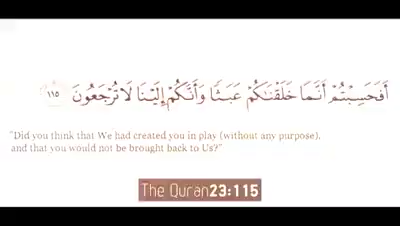 أَفَحَسِبْتُمْ أَنَّمَا خَلَقْنَٰكُمْ عَبَثًا وَأَنَّكُمْ إِلَيْنَا لَا تُرْجَعُونَ ١١٥
"Did you think that We had created you in play (without any purpose),
and that you would not be brought back to Us?"
The Quran23:115